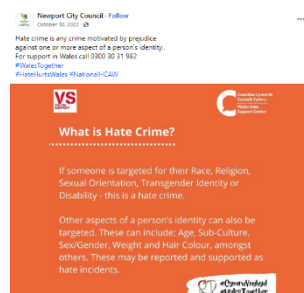 Newport City Council · Follow
October 10, 2022 ·
Hate crime is any crime motivated by prejudice
against one or more aspect of a person's identity.
For support in Wales call 0300 30 31 982
#WalesTogether
#HateHurtsWales #NationalHCAW
VS
Wales Hate
Support Centre
What is Hate Crime?
If someone is targeted for their Race, Religion,
Sexual Orientation, Transgender Identity or
Disability - this is a hate crime.
Other aspects of a person's identity can also be
targeted. These can include: Age, Sub-Culture,
Sex/Gender, Weight and Hair Colour, amongst
others. These may be reported and supported as
hate incidents.
#WalesTogether